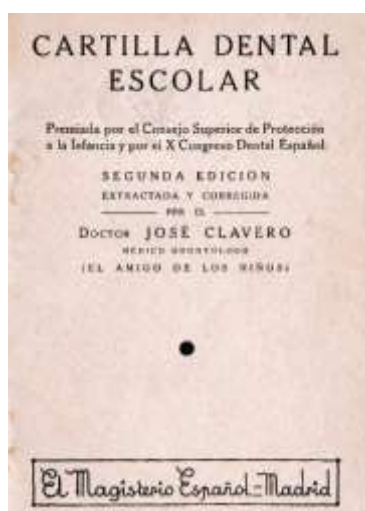 CARTILLA DENTAL
ESCOLAR
Premiada por el Consejo Superior de Protección
a la Infancia y por el X Congreso Dental Español
SEGUNDA EDICION
EXTRACTADA Y CORREGIDA
POR EL
DOCTOR JOSÉ CLAVERO
MÉDICO ODONTÓLOGO
(EL AMIGO DE LOS NIÑOS)
El Magisterio Español=Madrid